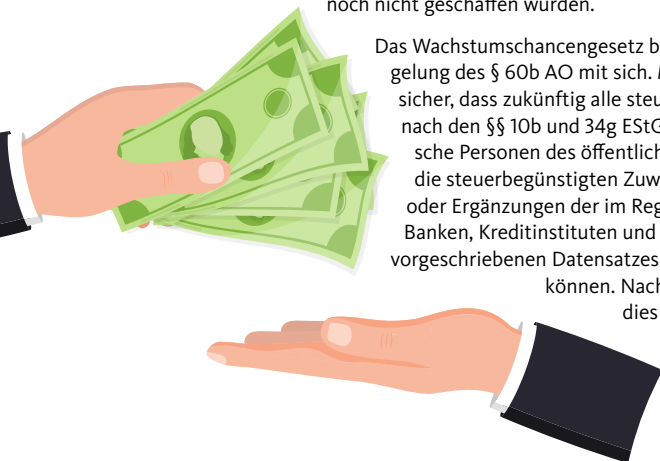 noch nicht geschaffen wurden.
Das Wachstumschancengesetz b
gelung des § 60b AO mit sich.
sicher, dass zukünftig alle steu
nach den §§ 10b und 34g EStG
sche Personen des öffentlich
die steuerbegünstigten Zuw
oder Ergänzungen der im Reg
Banken, Kreditinstituten und
vorgeschriebenen Datensatzes
können. Nach
dies